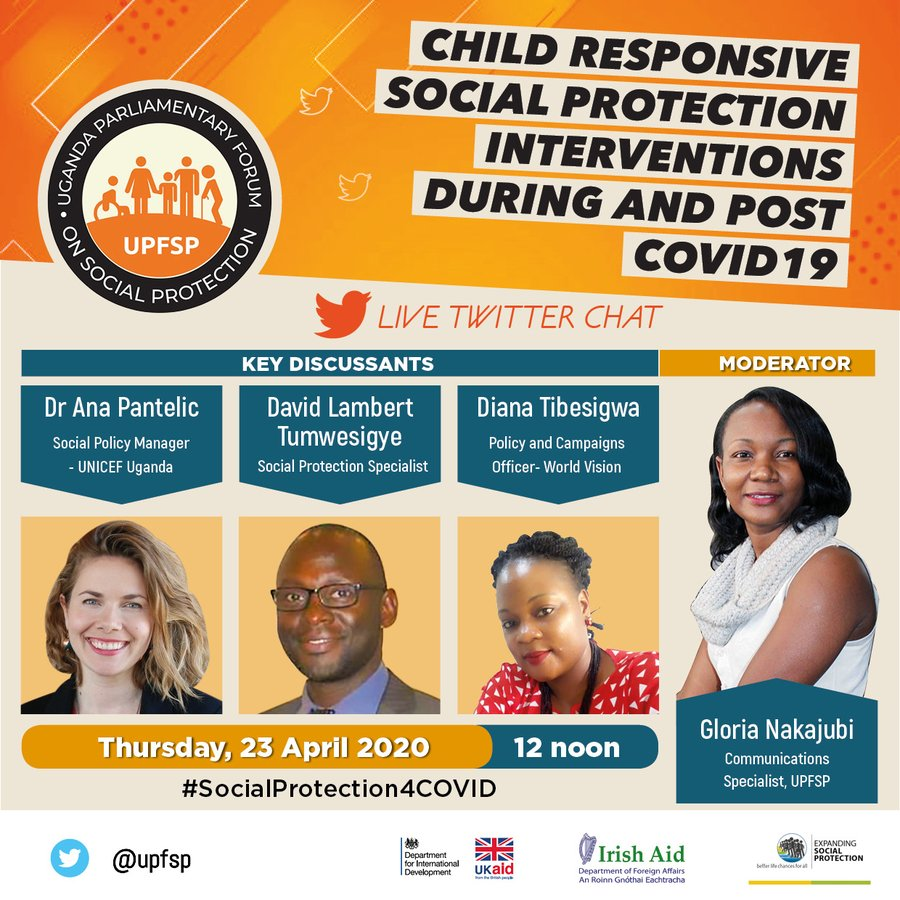 CHILD RESPONSIVE
SOCIAL PROTECTION
INTERVENTIONS
DURING AND POST
COVID19
UGANDA PARLIAMENTARY FORUM
• ON SOCIAL PROTECTION •
UPFSP
LIVE TWITTER CHAT
KEY DISCUSSANTS
MODERATOR
Dr Ana Pantelic
Social Policy Manager
- UNICEF Uganda
David Lambert
Tumwesigye
Social Protection Specialist
Diana Tibesigwa
Policy and Campaigns
Officer- World Vision
Gloria Nakajubi
Communications
Specialist, UPFSP
Thursday, 23 April 2020
12 noon
#SocialProtection4COVID
@upfsp
Department
for International
Development
UKaid
from the British people
Irish Aid
Department of Foreign Affairs
An Roinn Gnóthaí Eachtracha
EXPANDING
SOCIAL
PROTECTION
better life chances for all